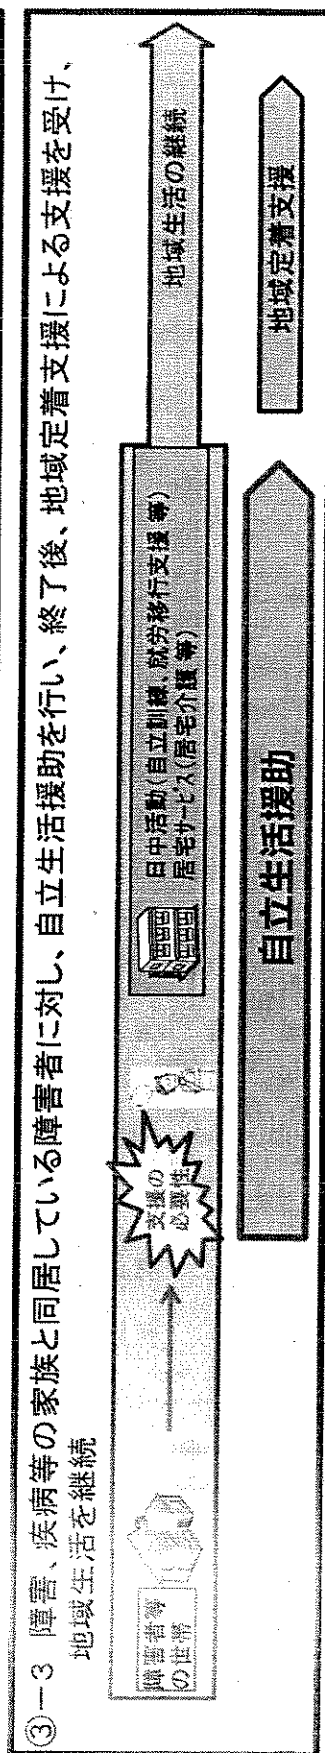 ③－3 障害、疾病等の家族と同居している障害者に対し、自立生活援助を行い、終了後、地域定着支援による支援を受け、
地域生活を継続
障害者等
の世帯
支援の
必要性
日中活動（自立訓練、就労移行支援 等）
居宅サービス（居宅介護 等）
地域生活の継続
自立生活援助
地域定着支援